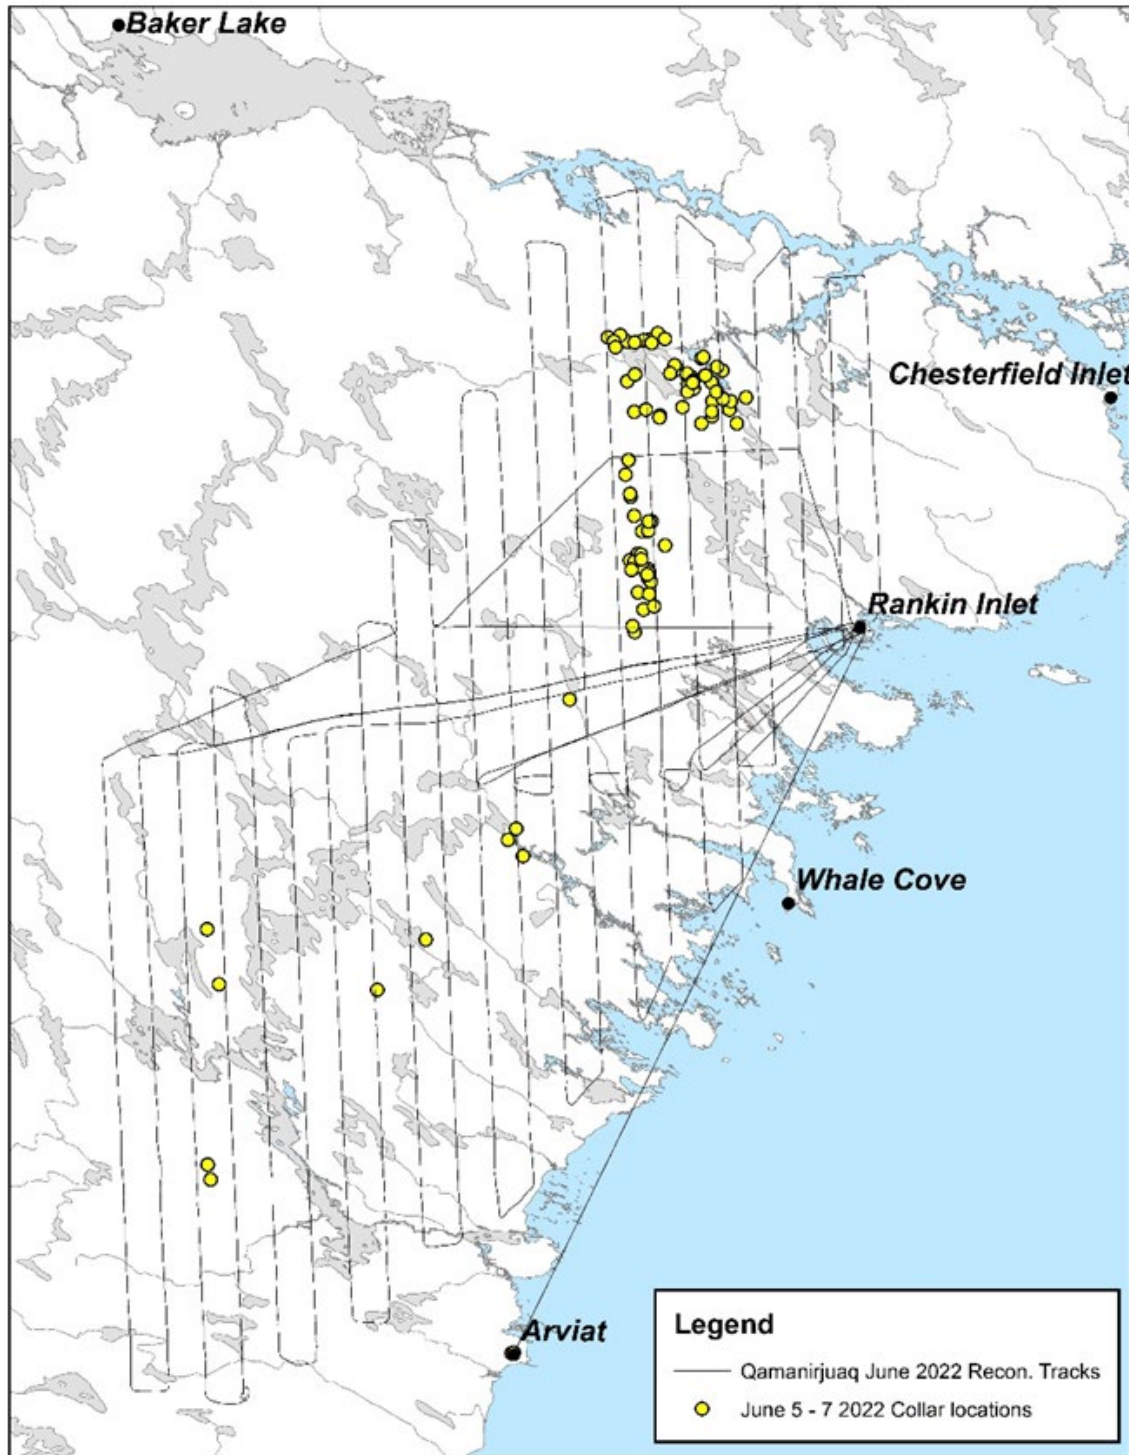 Baker Lake
Chesterfield Inlet
Rankin Inlet
Whale Cove
Arviat
Legend
Qamanirjuaq June 2022 Recon. Tracks
June 5 - 7 2022 Collar locations